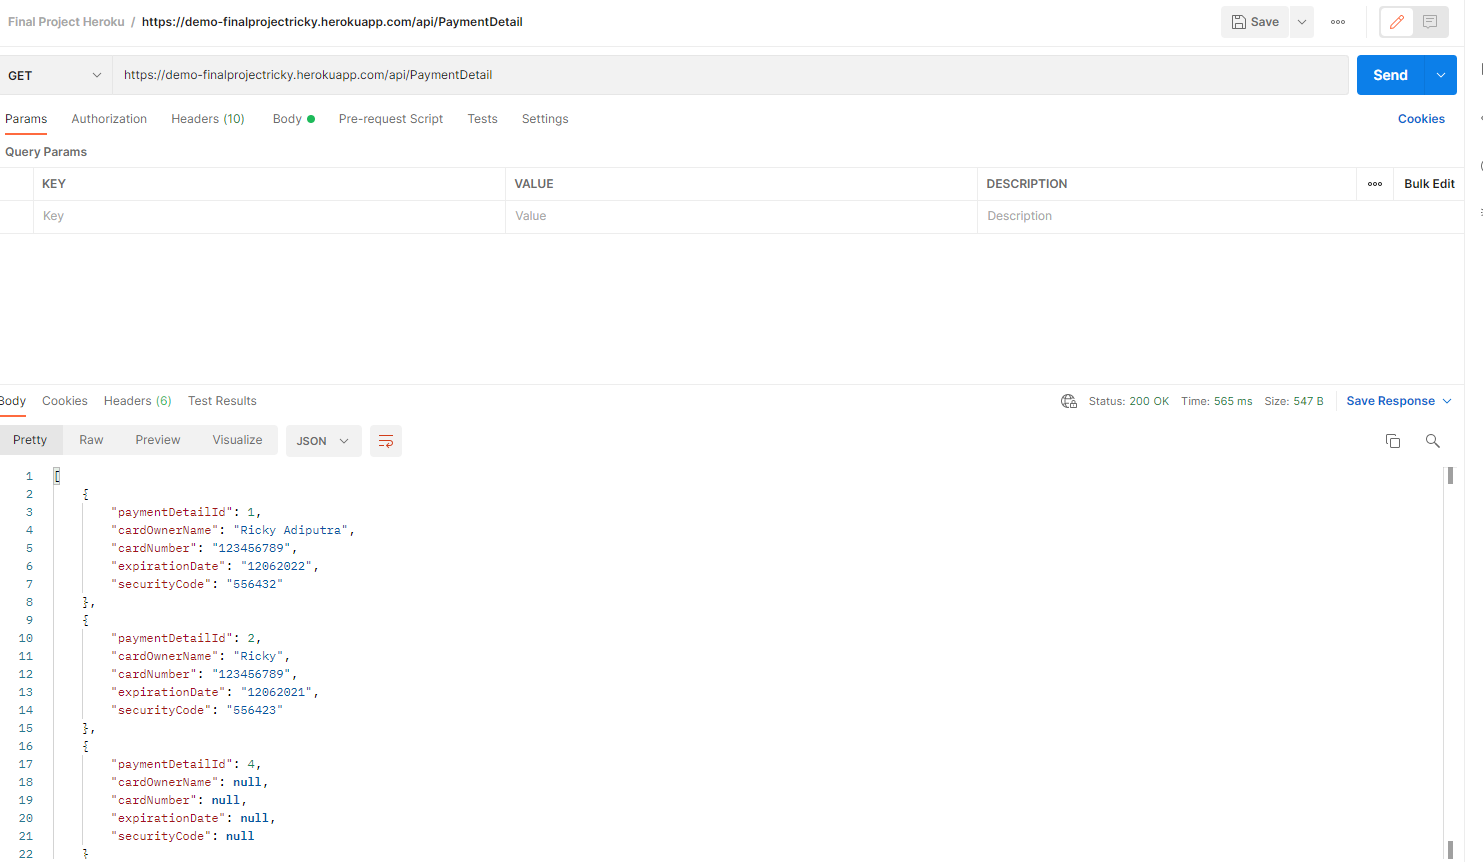 Final Project Heroku / https://demo-finalprojectricky.herokuapp.com/api/PaymentDetail Save
GET https://demo-finalprojectricky.herokuapp.com/api/PaymentDetail Send
Params Authorization Headers (10) Body Pre-request Script Tests Settings Cookies
Query Params
KEY VALUE DESCRIPTION Bulk Edit
Key Value Description
Body Cookies Headers (6) Test Results Status: 200 OK Time: 565 ms Size: 547 B Save Response
Pretty Raw Preview Visualize JSON
1 [
2 {
3 "paymentDetailId": 1,
4 "cardOwnerName": "Ricky Adiputra",
5 "cardNumber": "123456789",
6 "expirationDate": "12062022",
7 "securityCode": "556432"
8 },
9 {
10 "paymentDetailId": 2,
11 "cardOwnerName": "Ricky",
12 "cardNumber": "123456789",
13 "expirationDate": "12062021",
14 "securityCode": "556423"
15 },
16 {
17 "paymentDetailId": 4,
18 "cardOwnerName": null,
19 "cardNumber": null,
20 "expirationDate": null,
21 "securityCode": null
22 }